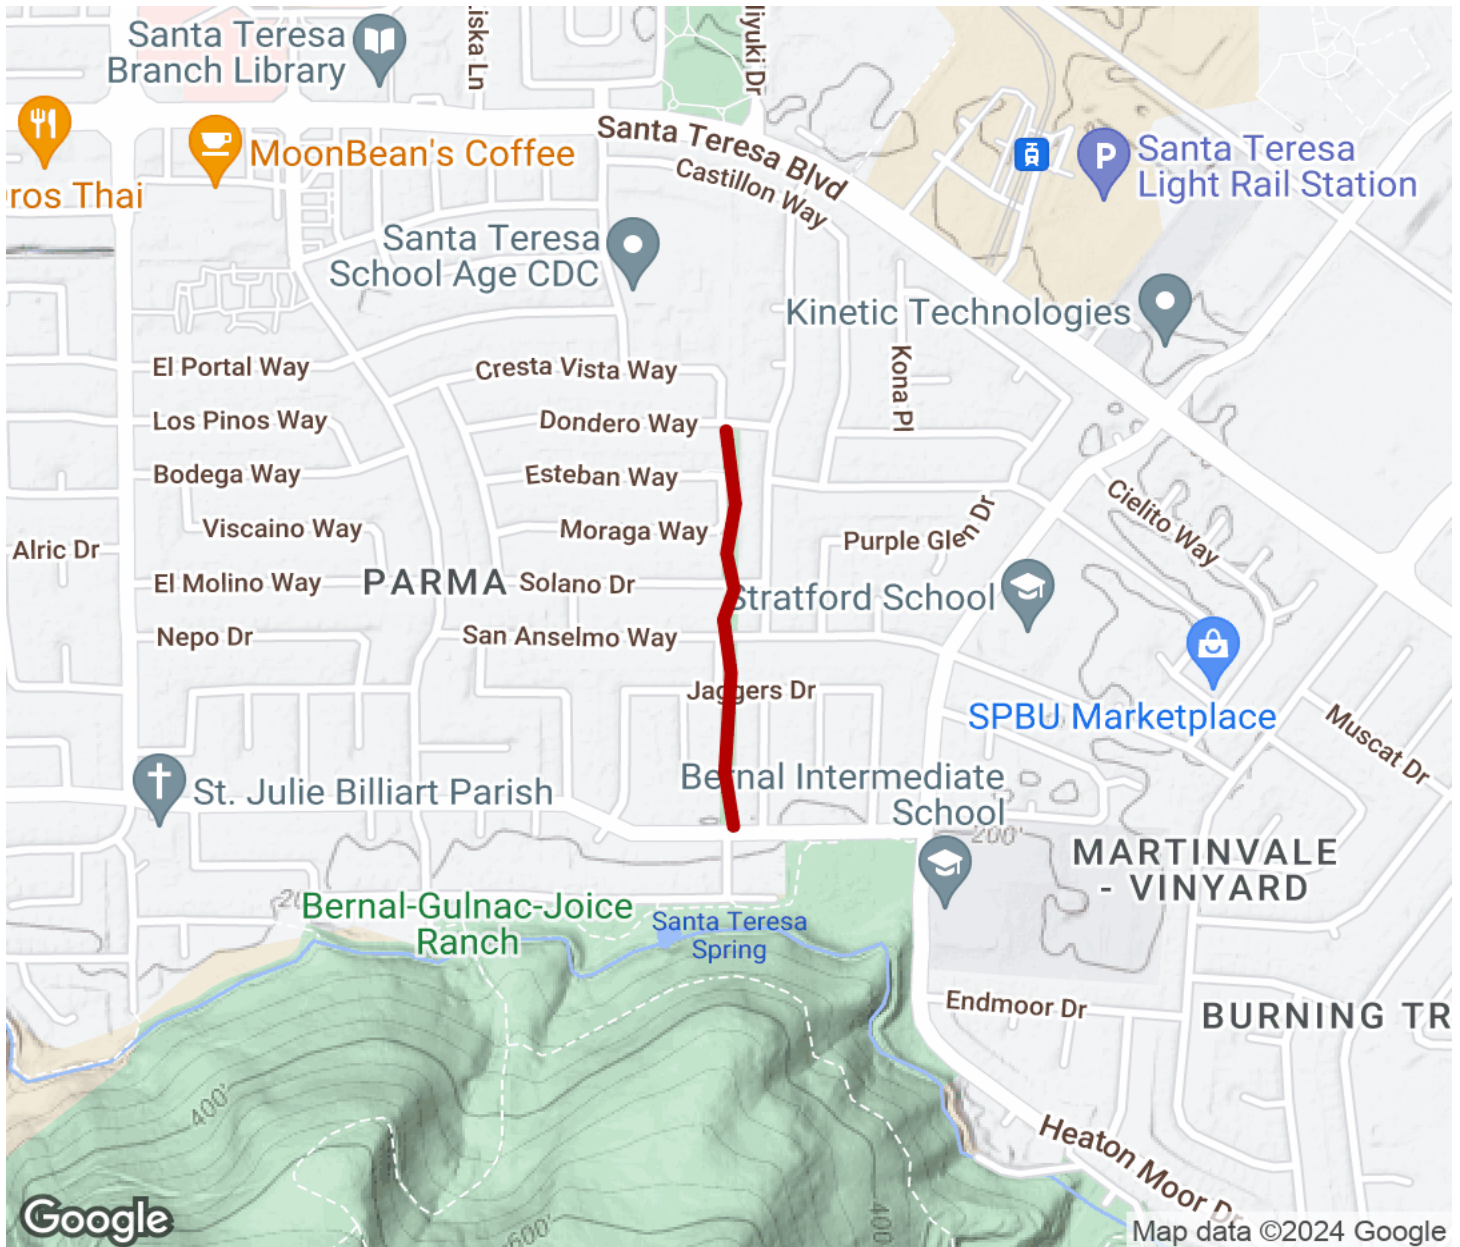 Santa Teresa
Branch Library
iska Ln
liyuki Dr
Santa Teresa Blvd
Castillon Way
Santa Teresa
Light Rail Station
P
MoonBean's Coffee
ros Thai
Santa Teresa
School Age CDC
Kinetic Technologies
El Portal Way
Cresta Vista Way
Kona Pl
Los Pinos Way
Dondero Way
Bodega Way
Esteban Way
Cielito Way
Viscaino Way
Moraga Way
Purple Glen Dr
Alric Dr
El Molino Way
PARMA
Solano Dr
Stratford School
Nepo Dr
San Anselmo Way
Jaggers Dr
SPBU Marketplace
Muscat Dr
St. Julie Billiart Parish
Bernal Intermediate
School
200'
MARTINVALE
- VINYARD
Bernal-Gulnac-Joice
Ranch
Santa Teresa
Spring
Endmoor Dr
BURNING TR
400'
Heaton Moor Dr
400
600'
Google
Map data ©2024 Google